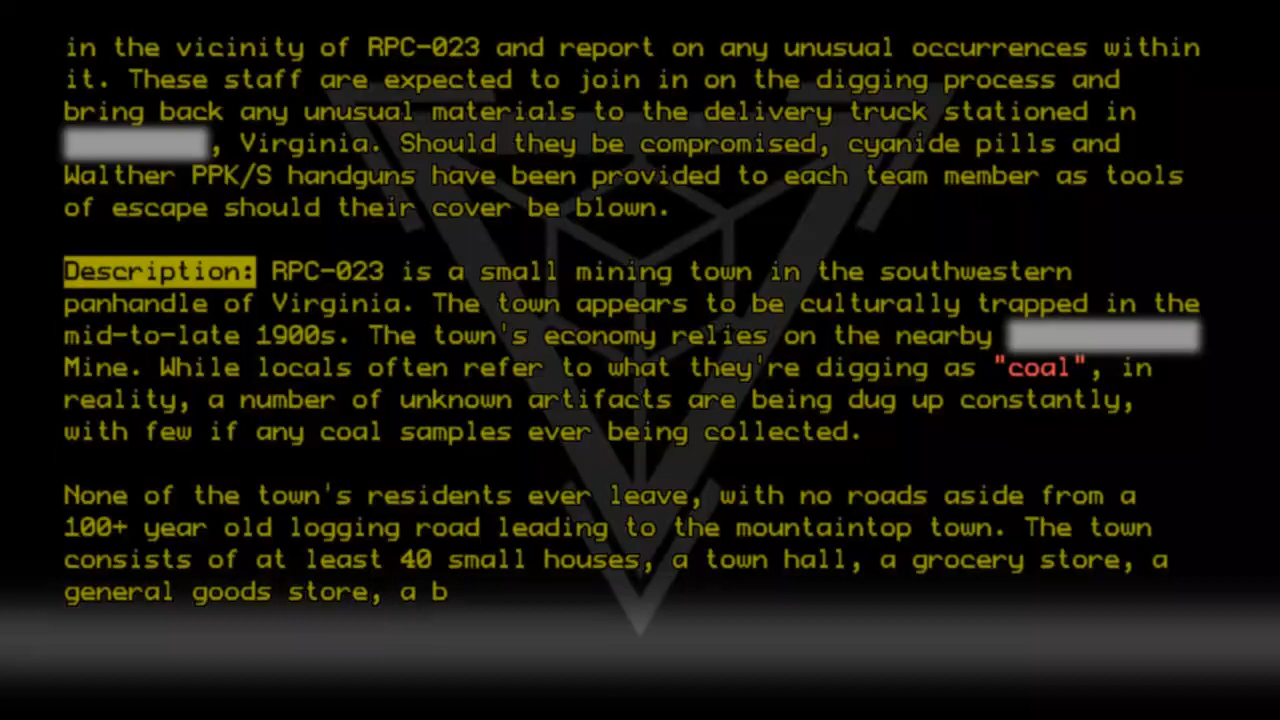 in the vicinity of RPC-023 and report on any unusual occurrences within
it. These staff are expected to join in on the digging process and
bring back any unusual materials to the delivery truck stationed in
, Virginia. Should they be compromised, cyanide pills and
Walther PPK/S handguns have been provided to each team member as tools
of escape should their cover be blown.
Description: RPC-023 is a small mining town in the southwestern
panhandle of Virginia. The town appears to be culturally trapped in the
mid-to-late 1900s. The town's economy relies on the nearby
Mine. While locals often refer to what they're digging as "coal", in
reality, a number of unknown artifacts are being dug up constantly,
with few if any coal samples ever being collected.
None of the town's residents ever leave, with no roads aside from a
100+ year old logging road leading to the mountaintop town. The town
consists of at least 40 small houses, a town hall, a grocery store, a
general goods store, a b